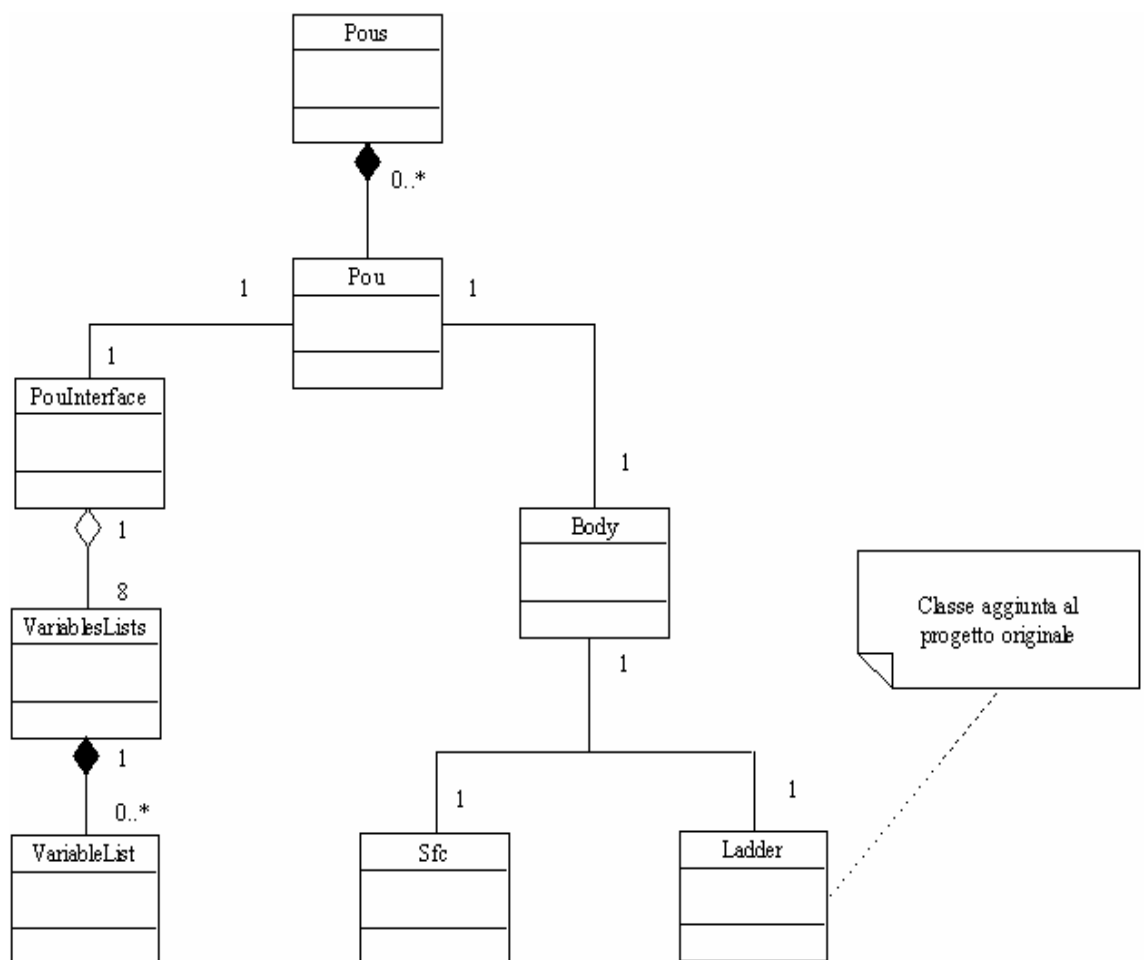 Pous
0..*
Pou
1
1
1
PouInterface
1
1
Body
Classe aggiunta al
progetto originale
8
VariablesLists
1
1
0..*
1
1
VariableList
Sfc
Ladder